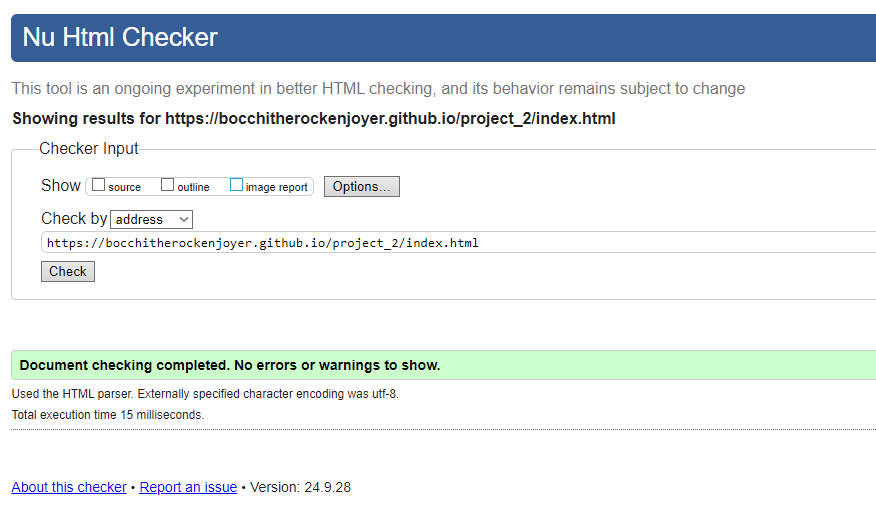 Nu Html Checker
This tool is an ongoing experiment in better HTML checking, and its behavior remains subject to change
Showing results for https://bocchitherockenjoyer.github.io/project_2/index.html
Checker Input
Show source outline image report Options...
Check by address
https://bocchitherockenjoyer.github.io/project_2/index.html
Check
Document checking completed. No errors or warnings to show.
Used the HTML parser. Externally specified character encoding was utf-8.
Total execution time 15 milliseconds.
About this checker • Report an issue • Version: 24.9.28